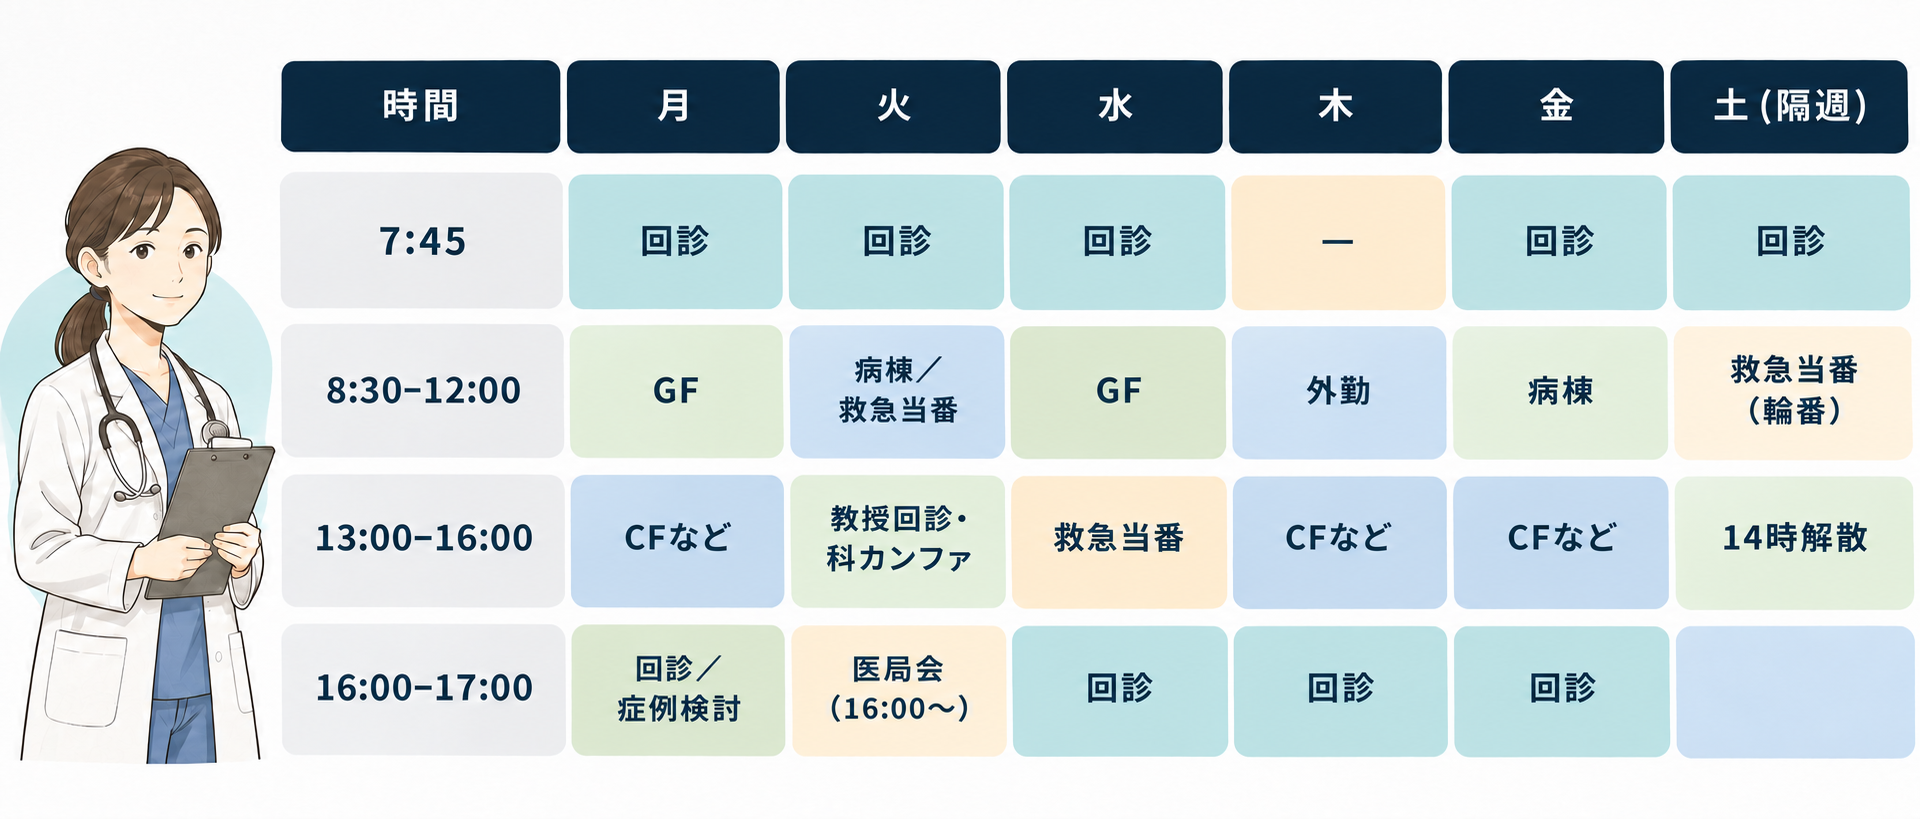 時間 月 火 水 木 金 土 (隔週)
7:45 回診 回診 回診 — 回診 回診
8:30–12:00 GF 病棟／ GF 外勤 病棟 救急当番
救急当番 （輪番）
13:00–16:00 CFなど 教授回診・ 救急当番 CFなど CFなど 14時解散
科カンファ
16:00–17:00 回診／ 医局会 回診 回診 回診
症例検討 （16:00～）